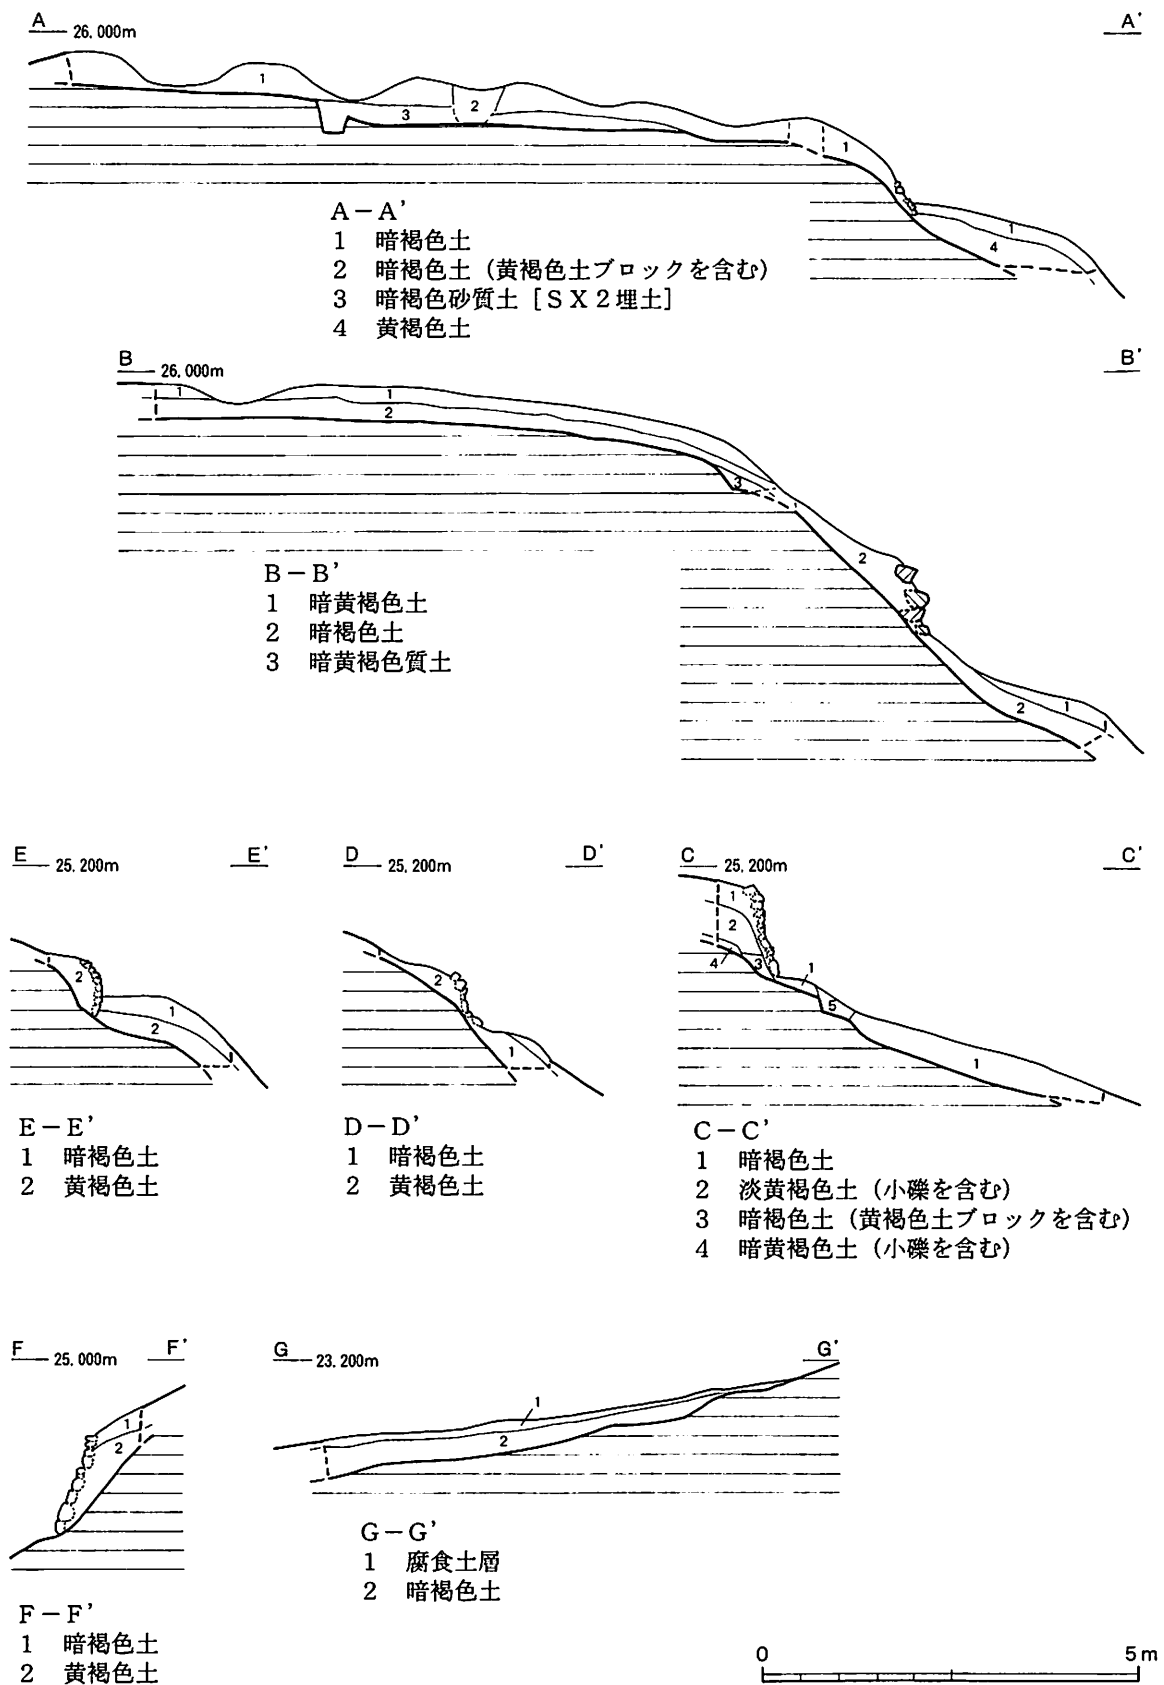 A 26.000m A'
1
2
3
1
1
4
A－A'
1 暗褐色土
2 暗褐色土（黄褐色土ブロックを含む）
3 暗褐色砂質土［SX2埋土］
4 黄褐色土
B 26.000m B'
1
1
2
3
2
1
2
B－B'
1 暗黄褐色土
2 暗褐色土
3 暗黄褐色質土
E 25.200m E'
2
1
2
E－E'
1 暗褐色土
2 黄褐色土
D 25.200m D'
2
1
D－D'
1 暗褐色土
2 黄褐色土
C 25.200m C'
1
2
4 3
1
5
1
C－C'
1 暗褐色土
2 淡黄褐色土（小礫を含む）
3 暗褐色土（黄褐色土ブロックを含む）
4 暗黄褐色土（小礫を含む）
F 25.000m F'
1
2
F－F'
1 暗褐色土
2 黄褐色土
G 23.200m G'
1
2
G－G'
1 腐食土層
2 暗褐色土
0 5m